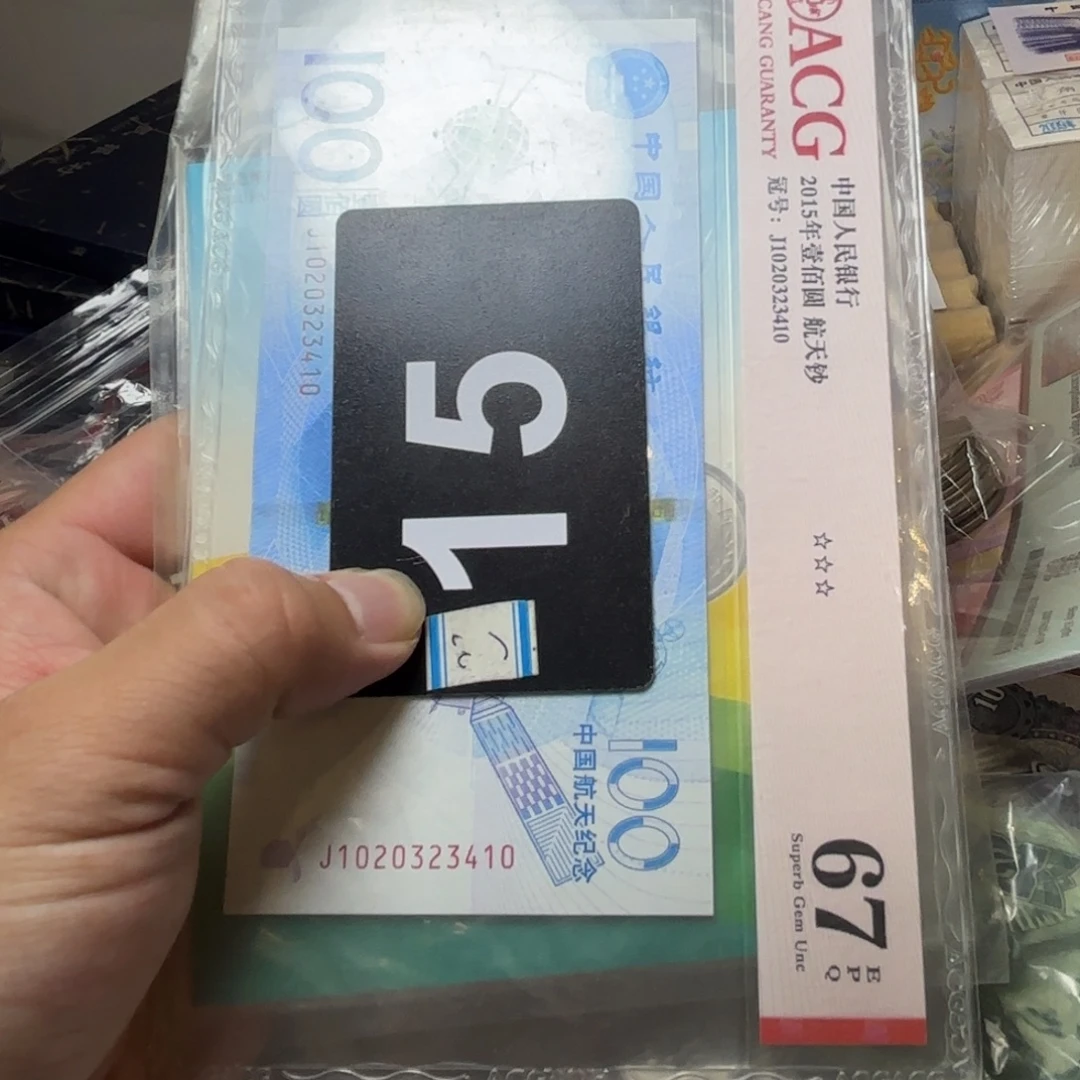 ACG
CANG GUARANTY
中国人民银行
2015年壹佰圆 航天钞
冠号：J1020323410
☆☆☆
67
EPQ
Superb Gem Unc
100
中国人民银行
J1020323410
15
100
中国航天纪念
J1020323410